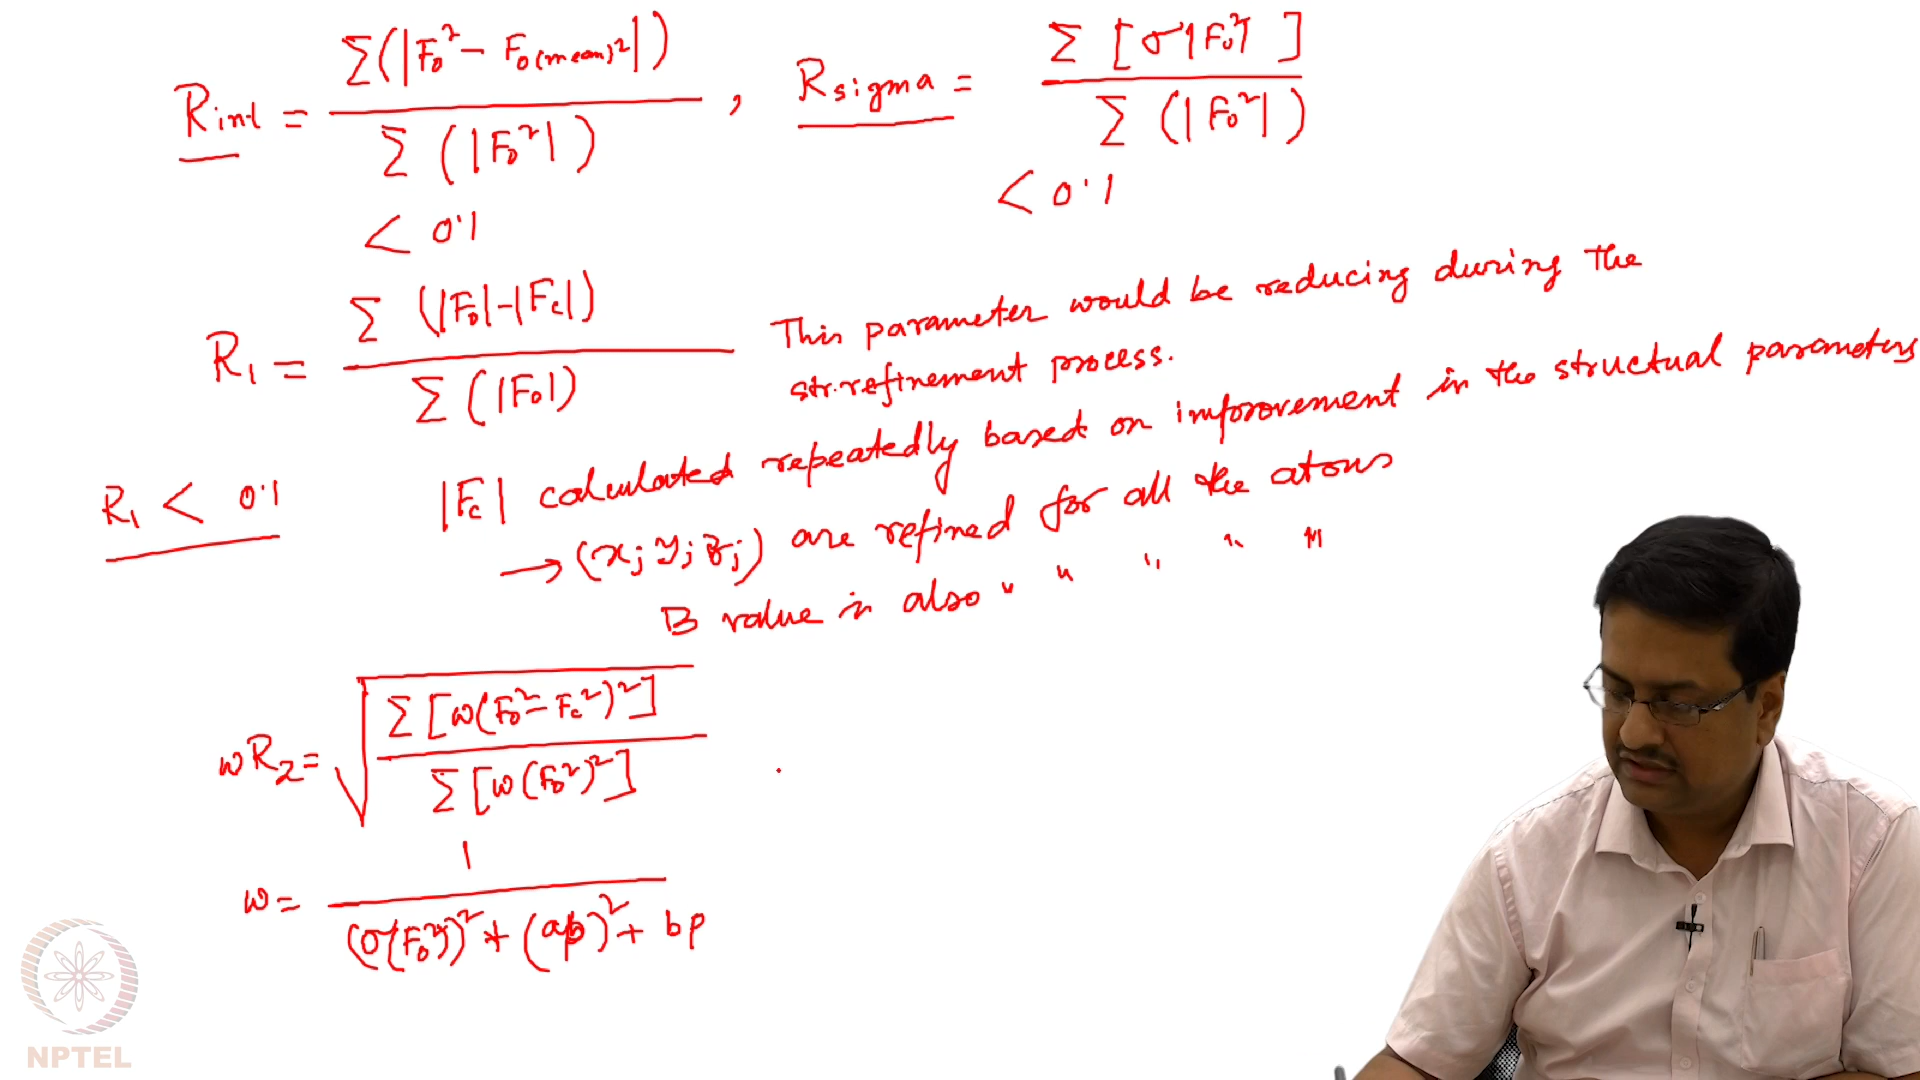 Rint = Σ(|Fo² - Fo(mean)²|) / Σ (|Fo²|) , Rsigma = Σ [σ(Fo²)] / Σ (|Fo²|)
< 0.1 < 0.1
R1 = Σ (|Fo|-|Fc|) / Σ (|Fo|) This parameter would be reducing during the
str. refinement process.
R1 < 0.1 |Fc| calculated repeatedly based on improvement in the structual parameters
→ (xj yj zj) are refined for all the atoms
B value is also " " " " "
wR2 = √ Σ [w(Fo² - Fc²)²] / Σ [w(Fo²)²]
w = 1 / (σ(Fo²))² + (ap)² + bp
NPTEL